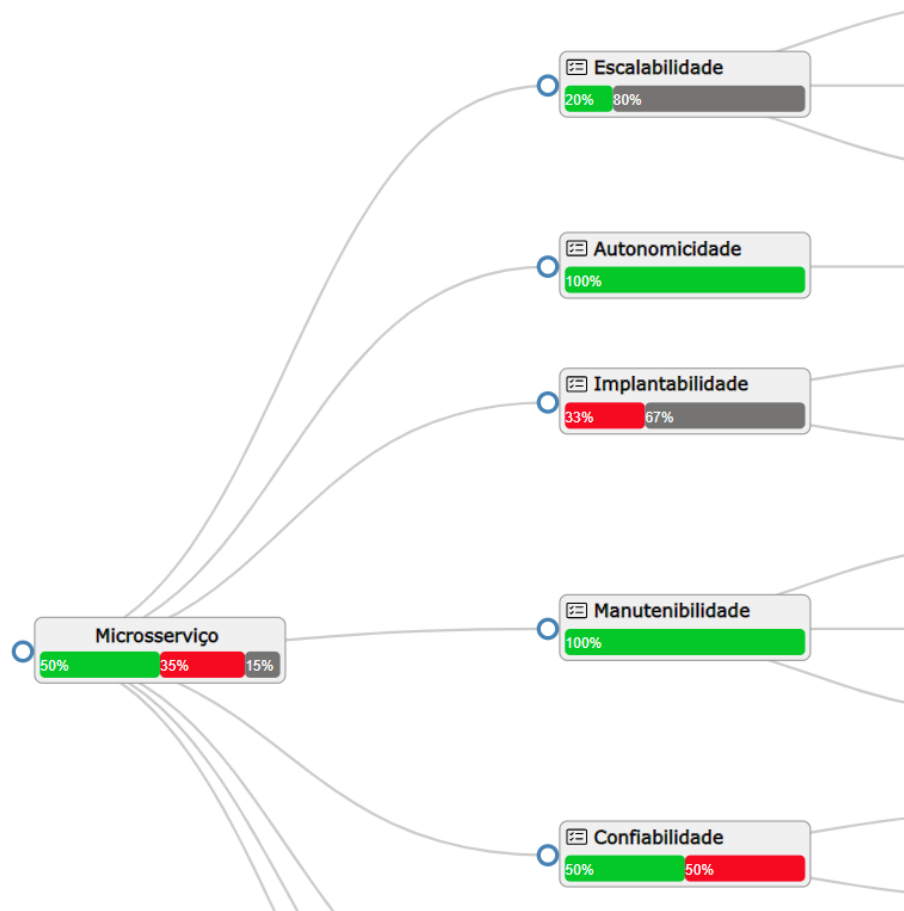 Escalabilidade
20% 80%
Autonomicidade
100%
Implantabilidade
33% 67%
Manutenibilidade
100%
Microsserviço
50% 35% 15%
Confiabilidade
50% 50%